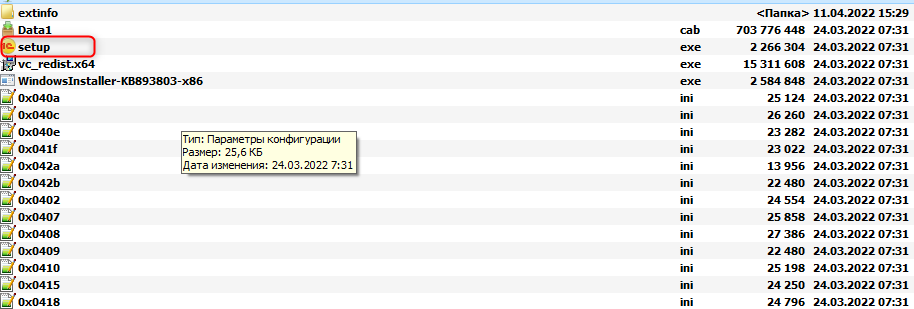 extinfo <Папка> 11.04.2022 15:29
Data1 cab 703 776 448 24.03.2022 07:31
setup exe 2 266 304 24.03.2022 07:31
vc_redist.x64 exe 15 311 608 24.03.2022 07:31
WindowsInstaller-KB893803-x86 exe 2 584 848 24.03.2022 07:31
0x040a ini 25 124 24.03.2022 07:31
0x040c ini 26 260 24.03.2022 07:31
0x040e ini 23 282 24.03.2022 07:31
Тип: Параметры конфигурации
0x041f ini 23 022 24.03.2022 07:31
Размер: 25,6 КБ
0x042a ini 13 956 24.03.2022 07:31
Дата изменения: 24.03.2022 7:31
0x042b ini 22 480 24.03.2022 07:31
0x0402 ini 24 554 24.03.2022 07:31
0x0407 ini 25 858 24.03.2022 07:31
0x0408 ini 27 386 24.03.2022 07:31
0x0409 ini 22 480 24.03.2022 07:31
0x0410 ini 25 198 24.03.2022 07:31
0x0415 ini 24 250 24.03.2022 07:31
0x0418 ini 24 796 24.03.2022 07:31